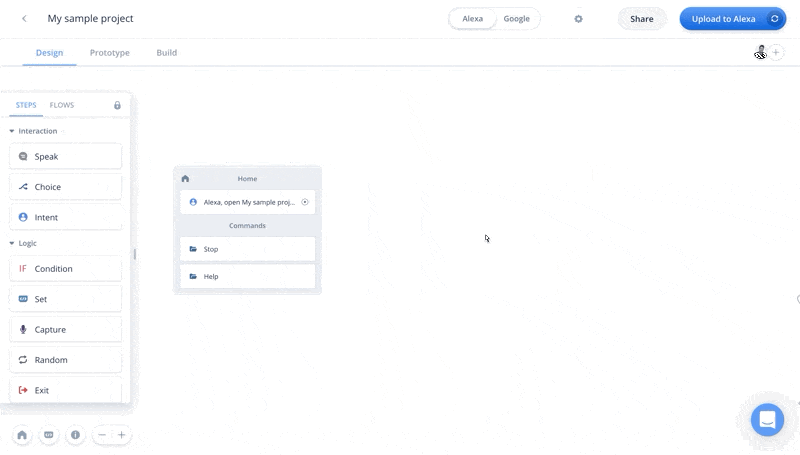 My sample project
Alexa
Google
Share
Upload to Alexa
Design
Prototype
Build
STEPS
FLOWS
Interaction
Speak
Choice
Intent
Logic
IF Condition
Set
Capture
Random
Exit
Home
Alexa, open My sample proj...
Commands
Stop
Help